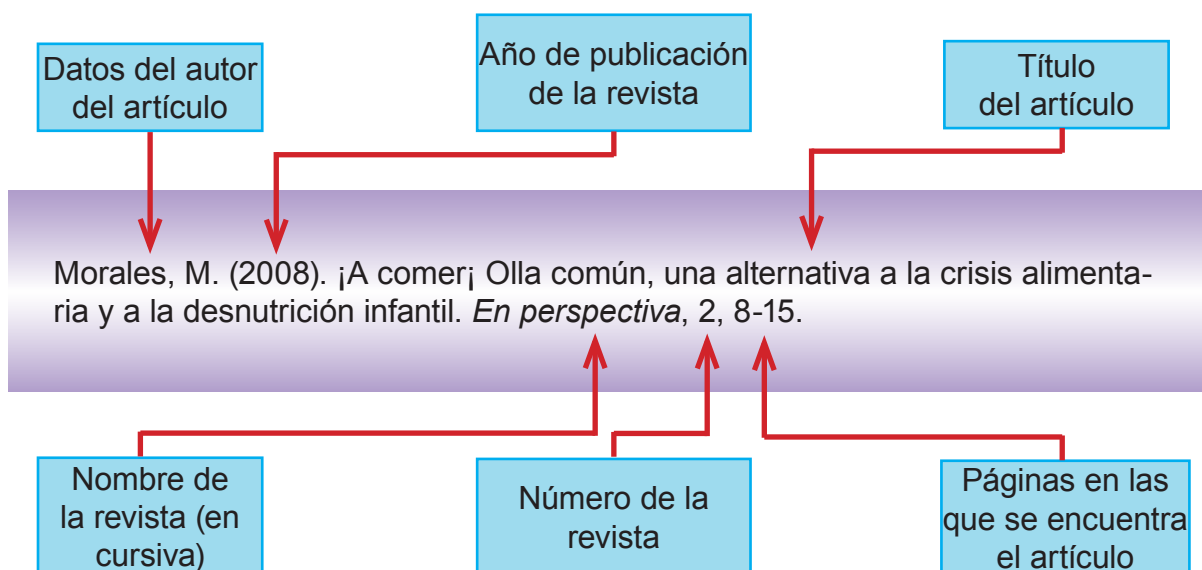 Datos del autor
del artículo
Año de publicación
de la revista
Título
del artículo
Morales, M. (2008). ¡A comer¡ Olla común, una alternativa a la crisis alimenta-
ria y a la desnutrición infantil. En perspectiva, 2, 8-15.
Nombre de
la revista (en
cursiva)
Número de la
revista
Páginas en las
que se encuentra
el artículo